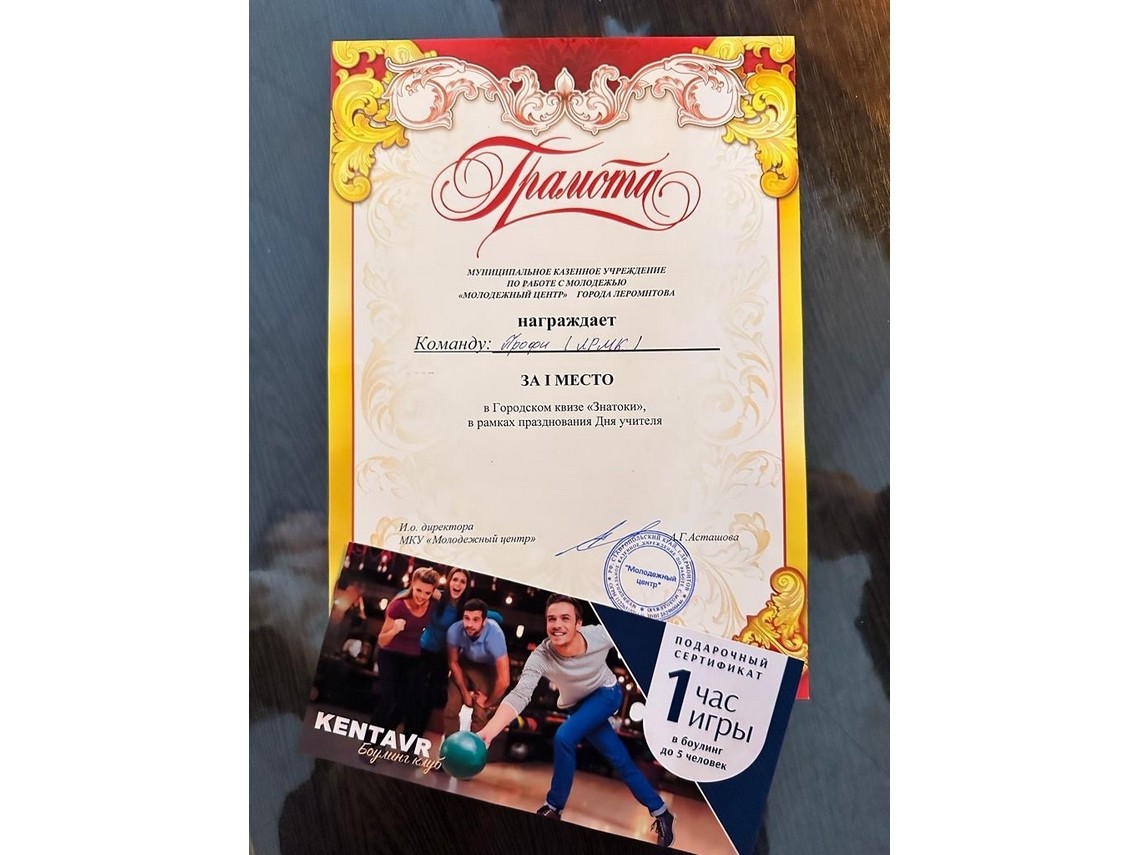 Грамота
МУНИЦИПАЛЬНОЕ КАЗЕННОЕ УЧРЕЖДЕНИЕ
ПО РАБОТЕ С МОЛОДЕЖЬЮ
«МОЛОДЕЖНЫЙ ЦЕНТР» ГОРОДА ЛЕРОМНТОВА
награждает
Команду: Профи (ЛРМК)
ЗА I МЕСТО
в Городском квизе «Знатоки»,
в рамках празднования Дня учителя
И.о. директора
МКУ «Молодежный центр»
А.Г.Асташова
"Молодежный
центр"
KENTAVR
Боулинг клуб
ПОДАРОЧНЫЙ
СЕРТИФИКАТ
1 час
игры
в боулинг
до 5 человек